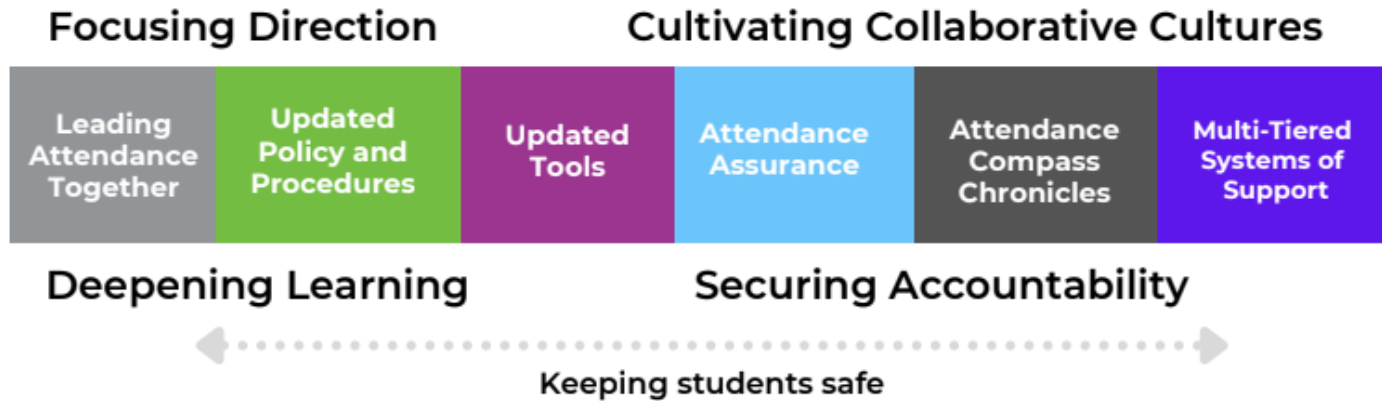 Focusing Direction
Cultivating Collaborative Cultures
Leading
Attendance
Together
Updated
Policy and
Procedures
Updated
Tools
Attendance
Assurance
Attendance
Compass
Chronicles
Multi-Tiered
Systems of
Support
Deepening Learning
Securing Accountability
Keeping students safe